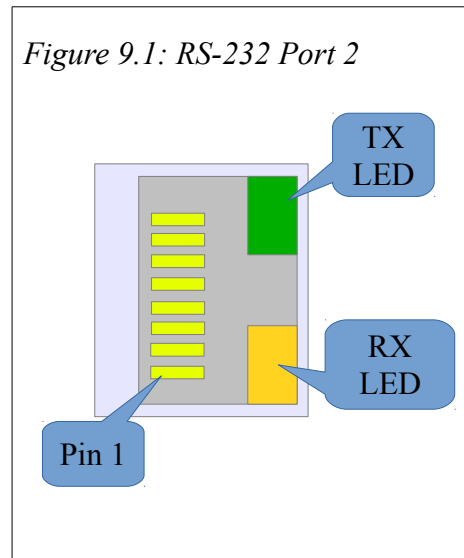 Figure 9.1: RS-232 Port 2
TX
LED
RX
LED
Pin 1